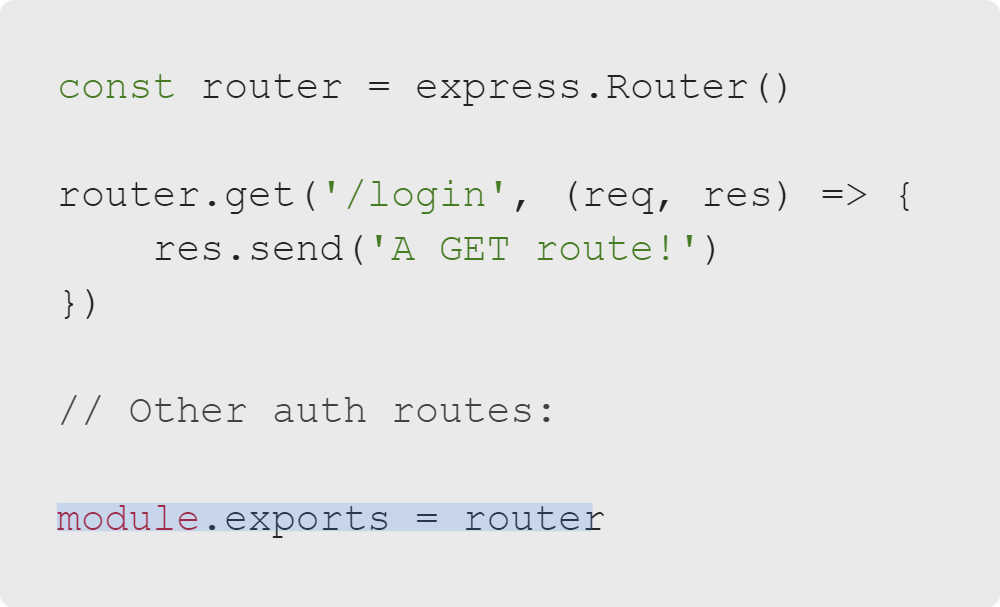 const router = express.Router()
router.get('/login', (req, res) => {
    res.send('A GET route!')
})
// Other auth routes:
module.exports = router